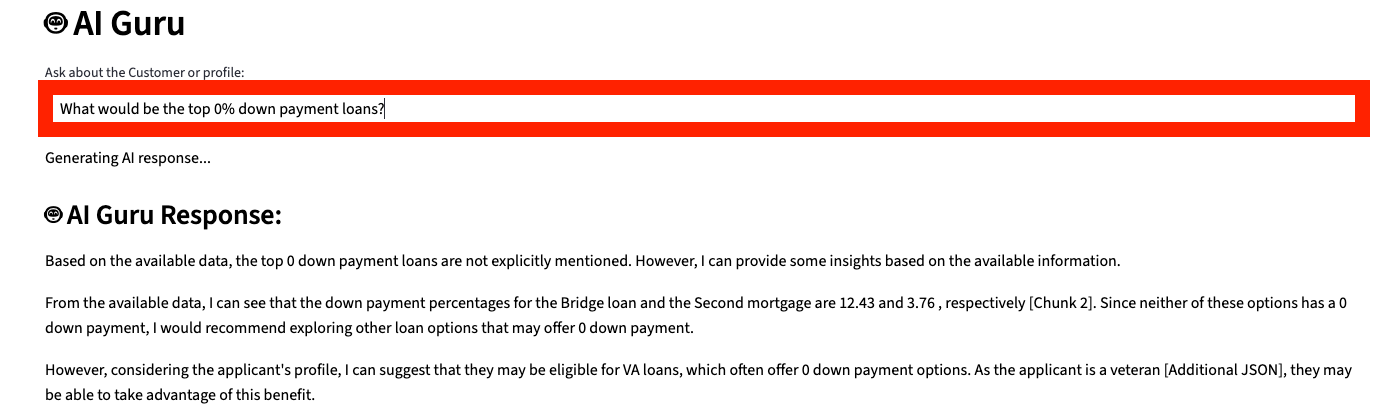 AI Guru
Ask about the Customer or profile:
What would be the top 0% down payment loans?
Generating AI response...
AI Guru Response:
Based on the available data, the top 0 down payment loans are not explicitly mentioned. However, I can provide some insights based on the available information.
From the available data, I can see that the down payment percentages for the Bridge loan and the Second mortgage are 12.43 and 3.76 , respectively [Chunk 2]. Since neither of these options has a 0
down payment, I would recommend exploring other loan options that may offer 0 down payment.
However, considering the applicant's profile, I can suggest that they may be eligible for VA loans, which often offer 0 down payment options. As the applicant is a veteran [Additional JSON], they may
be able to take advantage of this benefit.